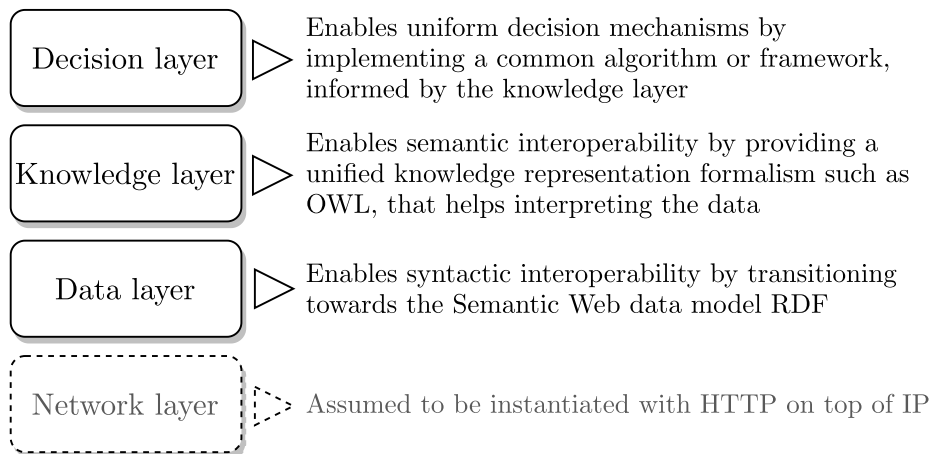 Decision layer
Enables uniform decision mechanisms by
implementing a common algorithm or framework,
informed by the knowledge layer
Knowledge layer
Enables semantic interoperability by providing a
unified knowledge representation formalism such as
OWL, that helps interpreting the data
Data layer
Enables syntactic interoperability by transitioning
towards the Semantic Web data model RDF
Network layer
Assumed to be instantiated with HTTP on top of IP